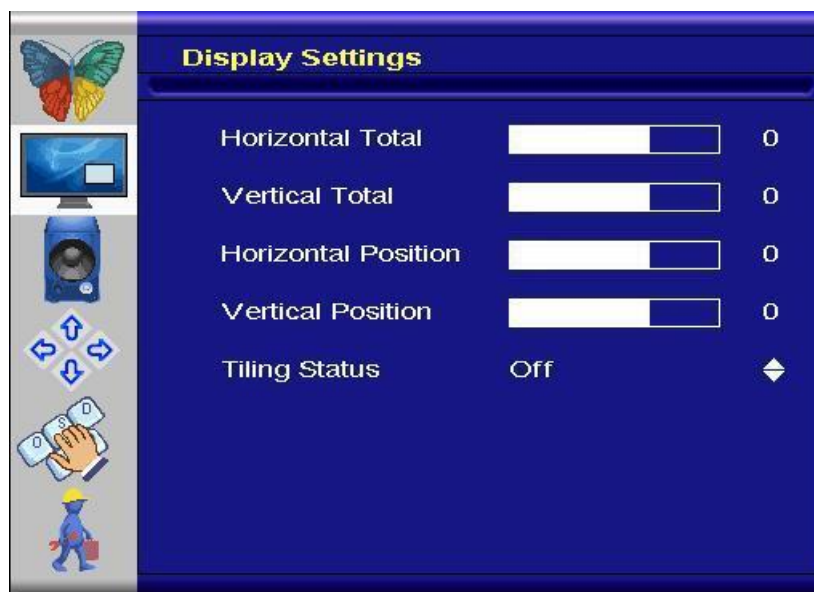 Display Settings
Horizontal Total 0
Vertical Total 0
Horizontal Position 0
Vertical Position 0
Tiling Status Off
O S D